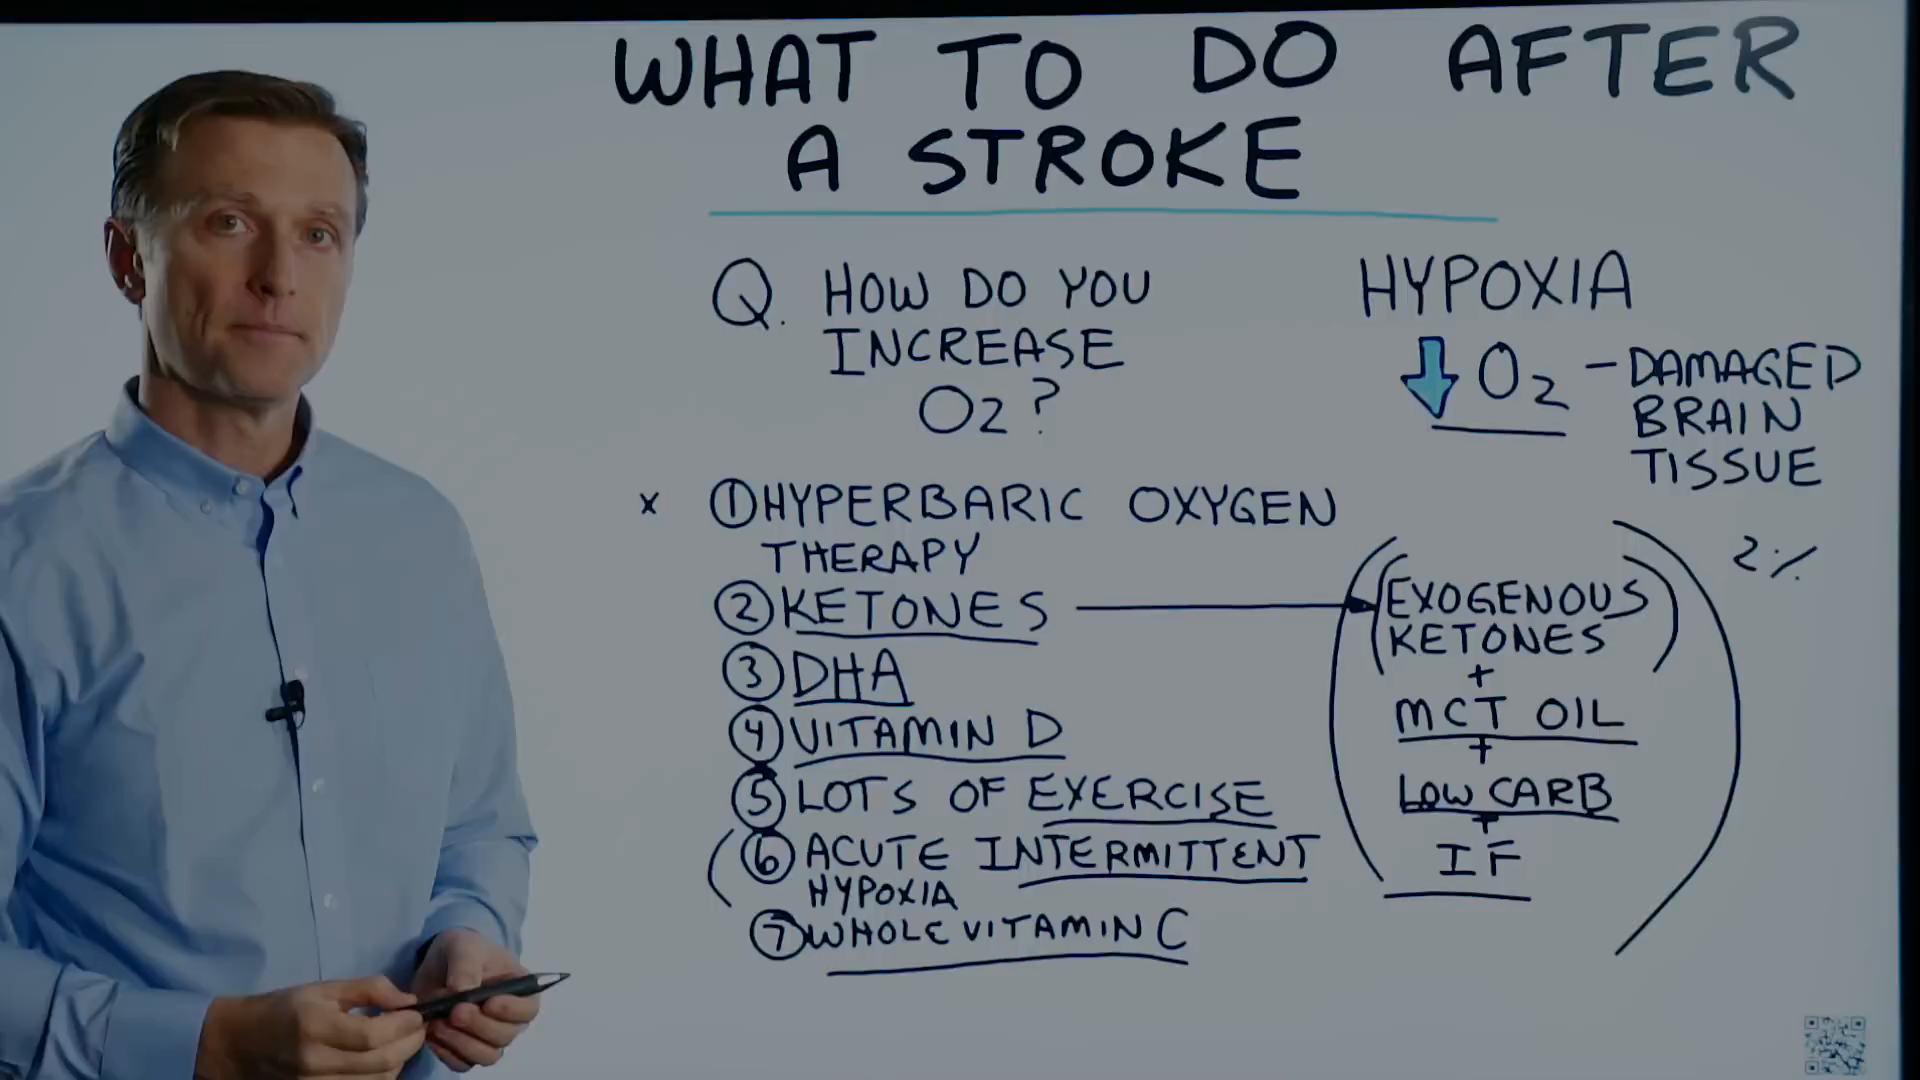 WHAT TO DO AFTER
A STROKE
Q. HOW DO YOU
INCREASE
O2?
HYPOXIA
↓ O2 – DAMAGED
BRAIN
TISSUE
x ① HYPERBARIC OXYGEN
THERAPY
② KETONES
③ DHA
④ VITAMIN D
⑤ LOTS OF EXERCISE
⑥ ACUTE INTERMITTENT
HYPOXIA
⑦ WHOLE VITAMIN C
2%
EXOGENOUS
KETONES
+
MCT OIL
+
LOW CARB
+
IF